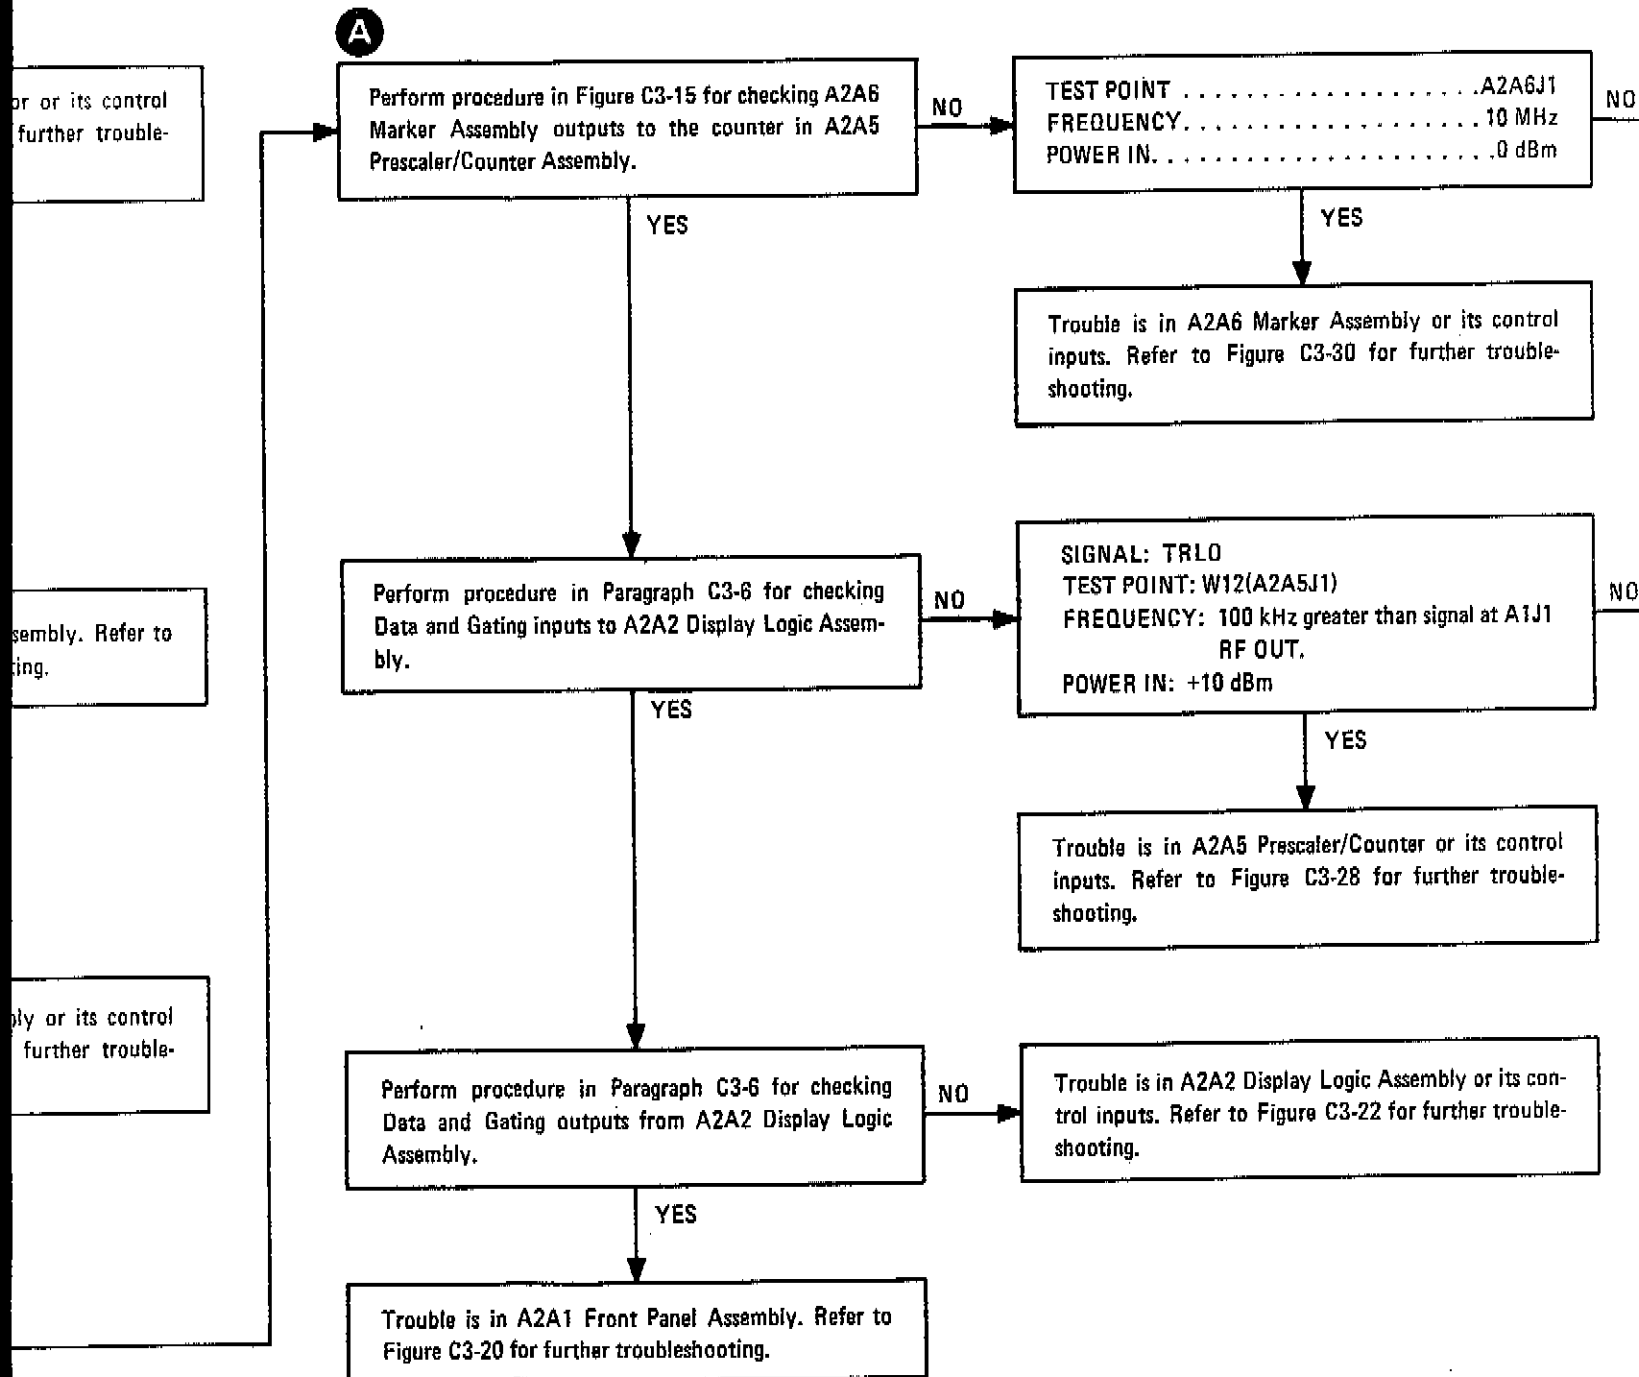 A
or its control
further trouble-
Perform procedure in Figure C3-15 for checking A2A6
Marker Assembly outputs to the counter in A2A5
Prescaler/Counter Assembly.
NO
TEST POINT . . . . . . . . . . . . . . . . . . . .A2A6J1
FREQUENCY. . . . . . . . . . . . . . . . . . . . 10 MHz
POWER IN. . . . . . . . . . . . . . . . . . . . . . .0 dBm
NO
YES
YES
Trouble is in A2A6 Marker Assembly or its control
inputs. Refer to Figure C3-30 for further trouble-
shooting.
Perform procedure in Paragraph C3-6 for checking
Data and Gating inputs to A2A2 Display Logic Assem-
bly.
NO
SIGNAL: TRLO
TEST POINT: W12(A2A5J1)
FREQUENCY: 100 kHz greater than signal at A1J1
RF OUT.
POWER IN: +10 dBm
NO
sembly. Refer to
ting.
YES
YES
Trouble is in A2A5 Prescaler/Counter or its control
inputs. Refer to Figure C3-28 for further trouble-
shooting.
bly or its control
further trouble-
Perform procedure in Paragraph C3-6 for checking
Data and Gating outputs from A2A2 Display Logic
Assembly.
NO
Trouble is in A2A2 Display Logic Assembly or its con-
trol inputs. Refer to Figure C3-22 for further trouble-
shooting.
YES
Trouble is in A2A1 Front Panel Assembly. Refer to
Figure C3-20 for further troubleshooting.